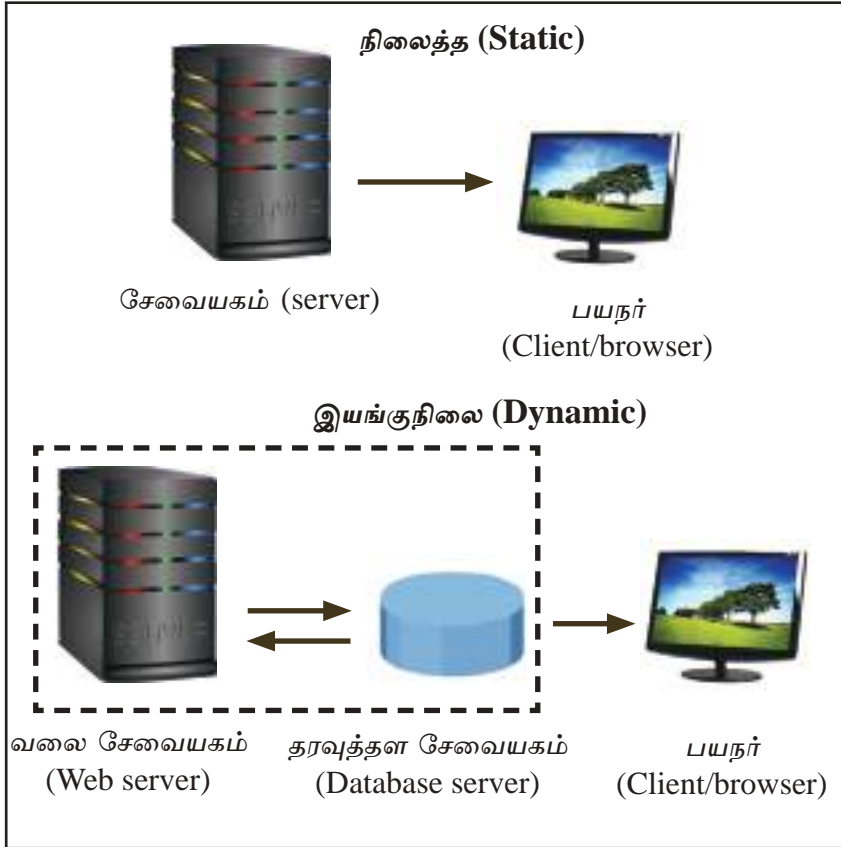 நிலைத்த (Static)
சேவையகம் (server)
பயநர்
(Client/browser)
இயங்குநிலை (Dynamic)
வலை சேவையகம்
(Web server)
தரவுத்தள சேவையகம்
(Database server)
பயநர்
(Client/browser)